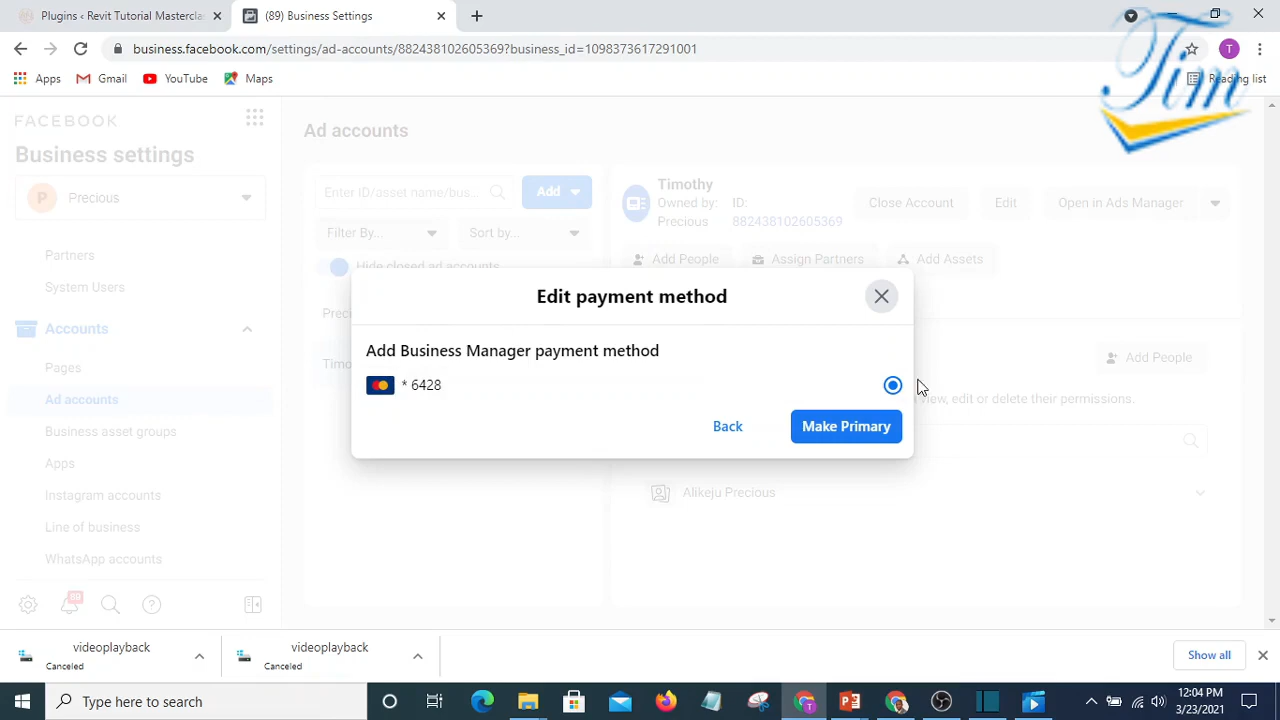 Plugins ‹ Revit Tutorial Masterclas
(89) Business Settings
business.facebook.com/settings/ad-accounts/882438102605369?business_id=1098373617291001
T
Apps
Gmail
YouTube
Maps
Reading list
Tim
FACEBOOK
Business settings
P
Precious
Partners
System Users
Accounts
Pages
Ad accounts
Business asset groups
Apps
Instagram accounts
Line of business
WhatsApp accounts
89
Ad accounts
Enter ID/asset name/bus...
Add
Filter By...
Sort by...
Hide closed ad accounts
Preci
Timo
Timothy
Owned by: ID:
Precious 882438102605369
Close Account
Edit
Open in Ads Manager
Add People
Assign Partners
Add Assets
Add People
view, edit or delete their permissions.
Alikeju Precious
Edit payment method
Add Business Manager payment method
* 6428
Back
Make Primary
videoplayback
Canceled
videoplayback
Canceled
Show all
Type here to search
12:04 PM
3/23/2021